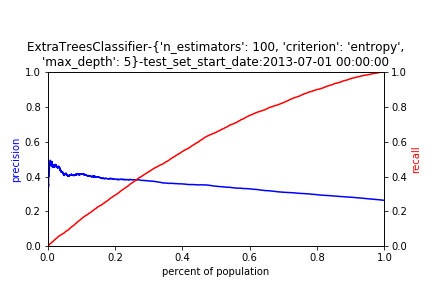 ExtraTreesClassifier-{'n_estimators': 100, 'criterion': 'entropy',
'max_depth': 5}-test_set_start_date:2013-07-01 00:00:00
1.0
0.8
0.6
0.4
0.2
0.0
precision
1.0
0.8
0.6
0.4
0.2
0.0
recall
0.0 0.2 0.4 0.6 0.8 1.0
percent of population